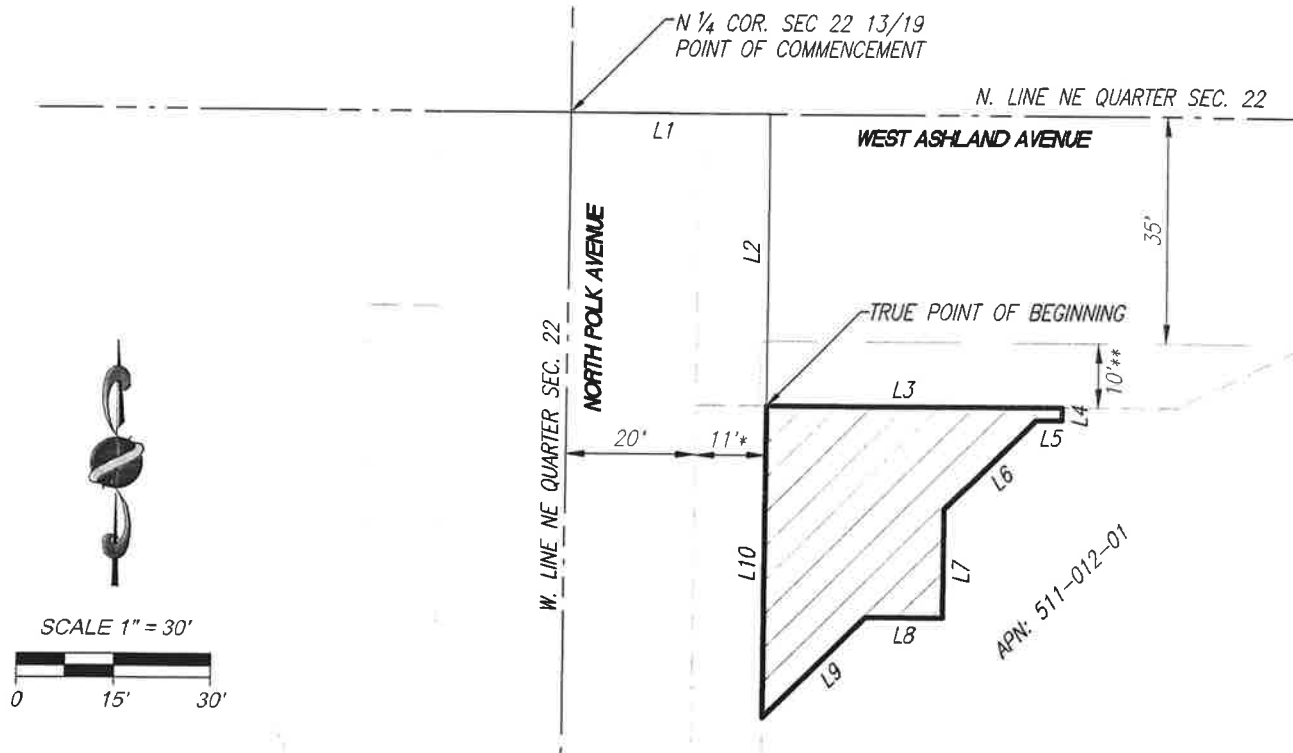 N 1/4 COR. SEC 22 13/19
POINT OF COMMENCEMENT
N. LINE NE QUARTER SEC. 22
L1
WEST ASHLAND AVENUE
NORTH POLK AVENUE
L2
35'
TRUE POINT OF BEGINNING
W. LINE NE QUARTER SEC. 22
10'**
L3
L4
L5
20'
11'*
L6
L10
L7
APN: 511-012-01
L8
L9
SCALE 1" = 30'
0 15' 30'